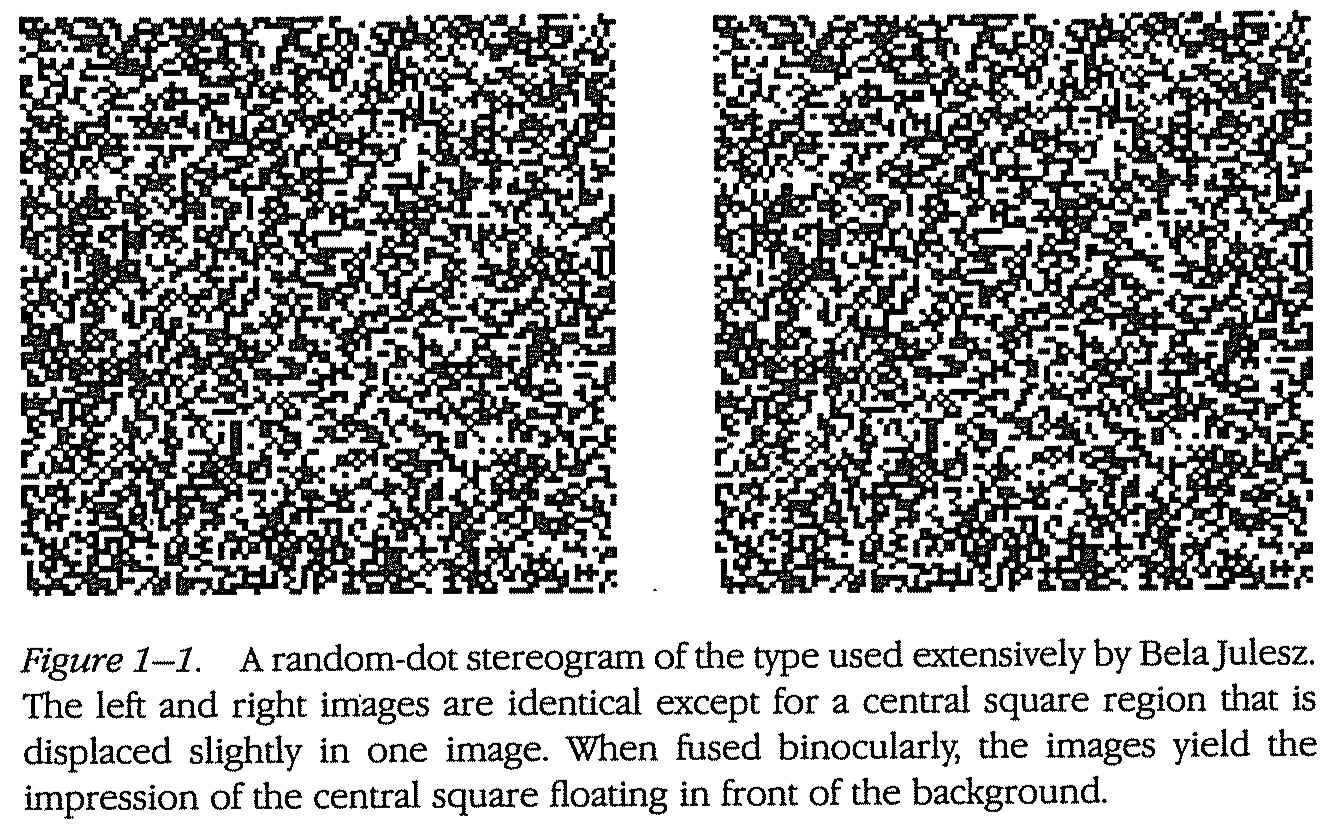 Figure 1–1. A random-dot stereogram of the type used extensively by Bela Julesz.
The left and right images are identical except for a central square region that is
displaced slightly in one image. When fused binocularly, the images yield the
impression of the central square floating in front of the background.